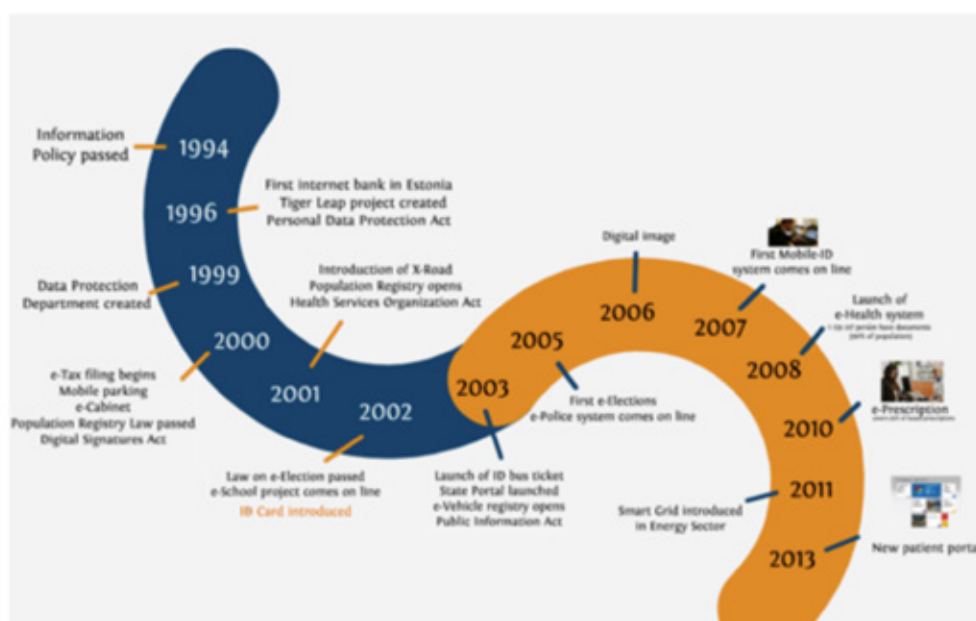 Information
Policy passed
1994
1996
First internet bank in Estonia
Tiger Leap project created
Personal Data Protection Act
1999
Data Protection
Department created
2000
e-Tax filing begins
Mobile parking
e-Cabinet
Population Registry Law passed
Digital Signatures Act
2001
Introduction of X-Road
Population Registry opens
Health Services Organization Act
2002
Law on e-Election passed
e-School project comes on line
ID Card introduced
2003
Launch of ID bus ticket
State Portal launched
e-Vehicle registry opens
Public Information Act
2005
First e-Elections
e-Police system comes on line
2006
Digital image
2007
First Mobile-ID
system comes on line
2008
Launch of
e-Health system
2010
e-Prescription
2011
Smart Grid introduced
in Energy Sector
2013
New patient porta